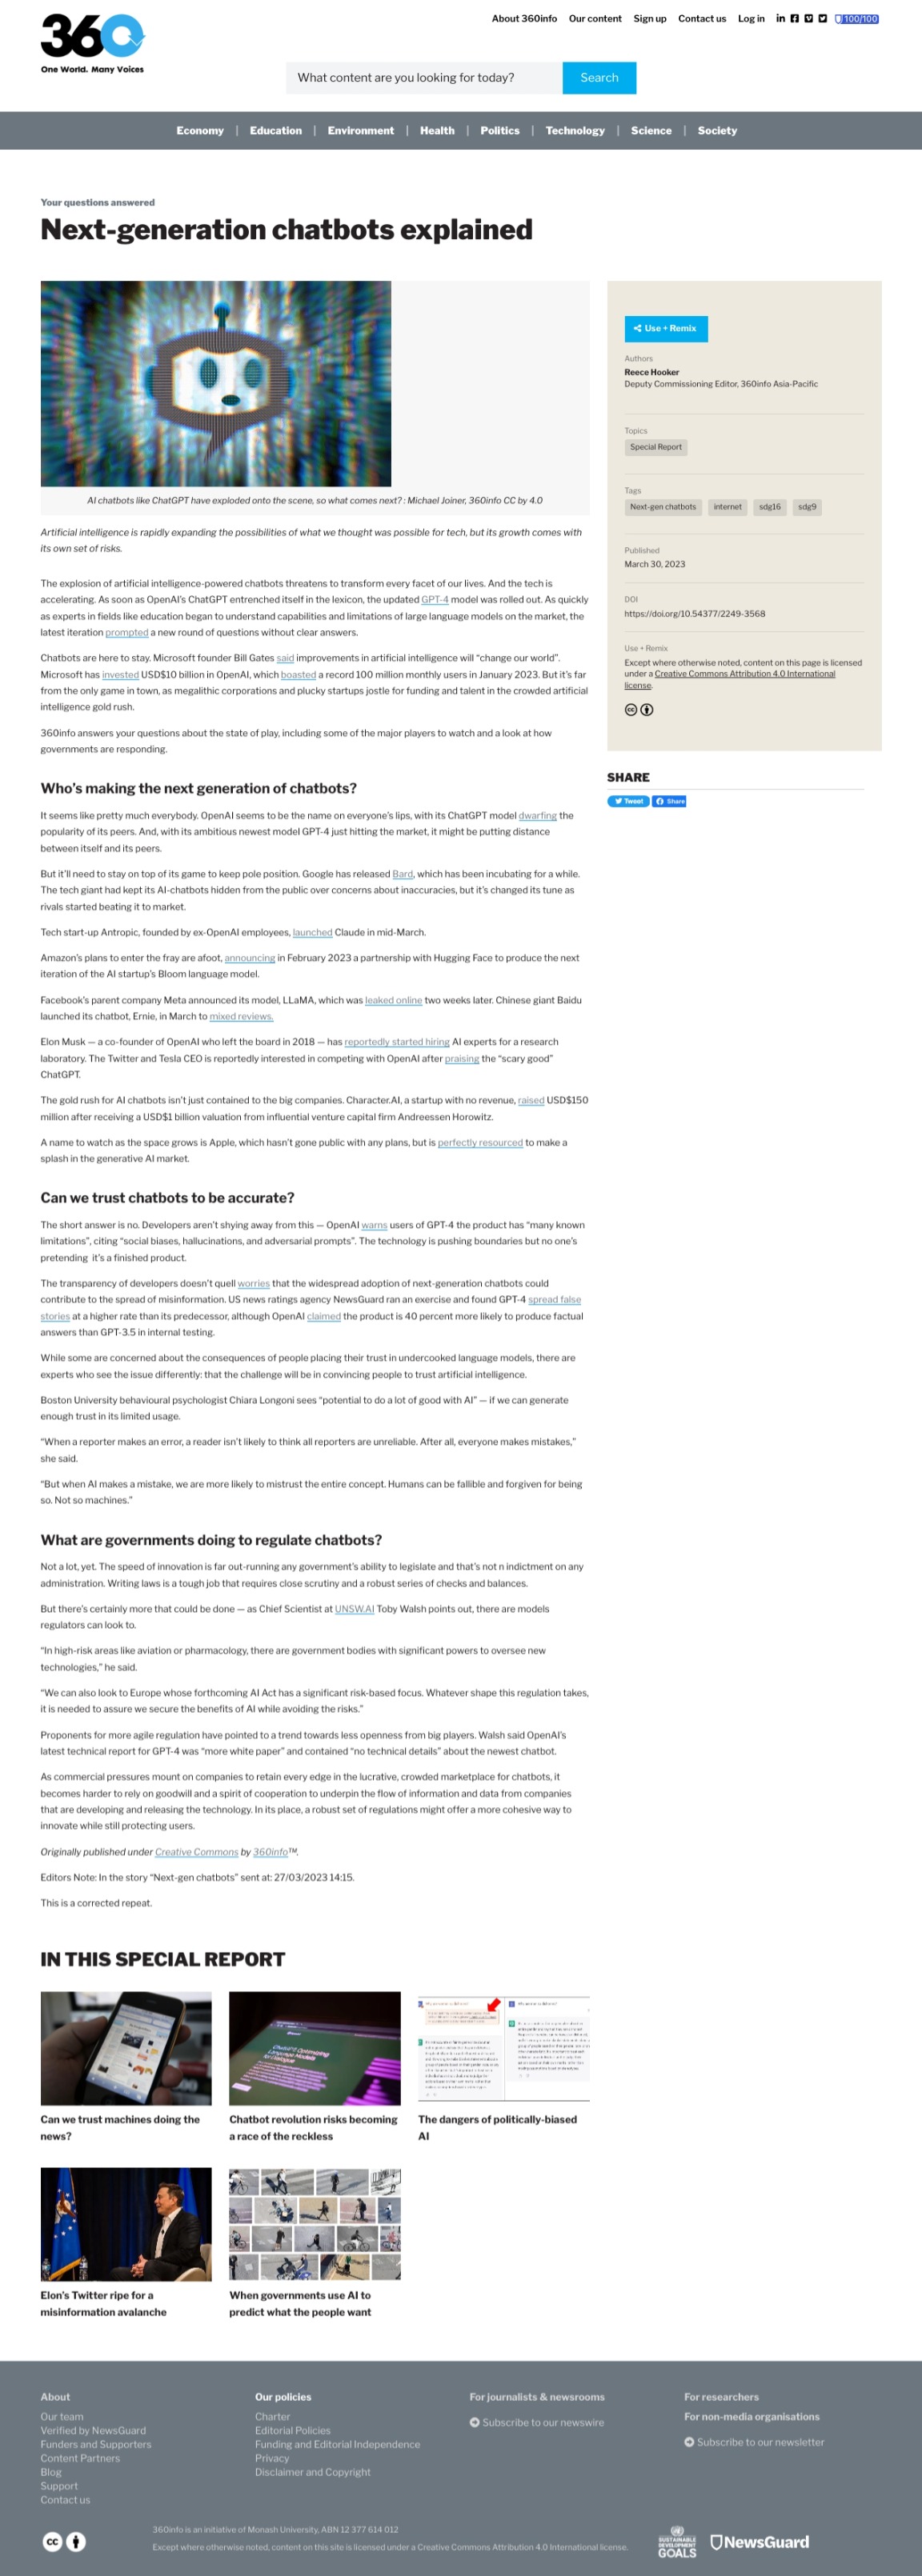 About 360info Our content Sign up Contact us Log in 100/100
360
One World. Many Voices
What content are you looking for today? Search
Economy | Education | Environment | Health | Politics | Technology | Science | Society
Your questions answered
Next-generation chatbots explained
AI chatbots like ChatGPT have exploded onto the scene, so what comes next? : Michael Joiner, 360info CC by 4.0
Artificial intelligence is rapidly expanding the possibilities of what we thought was possible for tech, but its growth comes with
its own set of risks.
The explosion of artificial intelligence-powered chatbots threatens to transform every facet of our lives. And the tech is
accelerating. As soon as OpenAI's ChatGPT entrenched itself in the lexicon, the updated GPT-4 model was rolled out. As quickly
as experts in fields like education began to understand capabilities and limitations of large language models on the market, the
latest iteration prompted a new round of questions without clear answers.
Chatbots are here to stay. Microsoft founder Bill Gates said improvements in artificial intelligence will “change our world”.
Microsoft has invested USD$10 billion in OpenAI, which boasted a record 100 million monthly users in January 2023. But it's far
from the only game in town, as megalithic corporations and plucky startups jostle for funding and talent in the crowded artificial
intelligence gold rush.
360info answers your questions about the state of play, including some of the major players to watch and a look at how
governments are responding.
Who's making the next generation of chatbots?
It seems like pretty much everybody. OpenAI seems to be the name on everyone's lips, with its ChatGPT model dwarfing the
popularity of its peers. And, with its ambitious newest model GPT-4 just hitting the market, it might be putting distance
between itself and its peers.
But it'll need to stay on top of its game to keep pole position. Google has released Bard, which has been incubating for a while.
The tech giant had kept its AI-chatbots hidden from the public over concerns about inaccuracies, but it's changed its tune as
rivals started beating it to market.
Tech start-up Antropic, founded by ex-OpenAI employees, launched Claude in mid-March.
Amazon's plans to enter the fray are afoot, announcing in February 2023 a partnership with Hugging Face to produce the next
iteration of the AI startup's Bloom language model.
Facebook's parent company Meta announced its model, LLaMA, which was leaked online two weeks later. Chinese giant Baidu
launched its chatbot, Ernie, in March to mixed reviews.
Elon Musk — a co-founder of OpenAI who left the board in 2018 — has reportedly started hiring AI experts for a research
laboratory. The Twitter and Tesla CEO is reportedly interested in competing with OpenAI after praising the “scary good”
ChatGPT.
The gold rush for AI chatbots isn't just contained to the big companies. Character.AI, a startup with no revenue, raised USD$150
million after receiving a USD$1 billion valuation from influential venture capital firm Andreessen Horowitz.
A name to watch as the space grows is Apple, which hasn't gone public with any plans, but is perfectly resourced to make a
splash in the generative AI market.
Can we trust chatbots to be accurate?
The short answer is no. Developers aren't shying away from this — OpenAI warns users of GPT-4 the product has “many known
limitations”, citing “social biases, hallucinations, and adversarial prompts”. The technology is pushing boundaries but no one's
pretending it's a finished product.
The transparency of developers doesn't quell worries that the widespread adoption of next-generation chatbots could
contribute to the spread of misinformation. US news ratings agency NewsGuard ran an exercise and found GPT-4 spread false
stories at a higher rate than its predecessor, although OpenAI claimed the product is 40 percent more likely to produce factual
answers than GPT-3.5 in internal testing.
While some are concerned about the consequences of people placing their trust in undercooked language models, there are
experts who see the issue differently: that the challenge will be in convincing people to trust artificial intelligence.
Boston University behavioural psychologist Chiara Longoni sees “potential to do a lot of good with AI” — if we can generate
enough trust in its limited usage.
“When a reporter makes an error, a reader isn't likely to think all reporters are unreliable. After all, everyone makes mistakes,”
she said.
“But when AI makes a mistake, we are more likely to mistrust the entire concept. Humans can be fallible and forgiven for being
so. Not so machines.”
What are governments doing to regulate chatbots?
Not a lot, yet. The speed of innovation is far out-running any government's ability to legislate and that's not n indictment on any
administration. Writing laws is a tough job that requires close scrutiny and a robust series of checks and balances.
But there's certainly more that could be done — as Chief Scientist at UNSW.AI Toby Walsh points out, there are models
regulators can look to.
“In high-risk areas like aviation or pharmacology, there are government bodies with significant powers to oversee new
technologies,” he said.
“We can also look to Europe whose forthcoming AI Act has a significant risk-based focus. Whatever shape this regulation takes,
it is needed to assure we secure the benefits of AI while avoiding the risks.”
Proponents for more agile regulation have pointed to a trend towards less openness from big players. Walsh said OpenAI's
latest technical report for GPT-4 was “more white paper” and contained “no technical details” about the newest chatbot.
As commercial pressures mount on companies to retain every edge in the lucrative, crowded marketplace for chatbots, it
becomes harder to rely on goodwill and a spirit of cooperation to underpin the flow of information and data from companies
that are developing and releasing the technology. In its place, a robust set of regulations might offer a more cohesive way to
innovate while still protecting users.
Originally published under Creative Commons by 360info™.
Editors Note: In the story “Next-gen chatbots” sent at: 27/03/2023 14:15.
This is a corrected repeat.
Use + Remix
Authors
Reece Hooker
Deputy Commissioning Editor, 360info Asia-Pacific
Topics
Special Report
Tags
Next-gen chatbots internet sdg16 sdg9
Published
March 30, 2023
DOI
https://doi.org/10.54377/2249-3568
Use + Remix
Except where otherwise noted, content on this page is licensed
under a Creative Commons Attribution 4.0 International
license.
SHARE
Tweet Share
IN THIS SPECIAL REPORT
Can we trust machines doing the
news?
Chatbot revolution risks becoming
a race of the reckless
The dangers of politically-biased
AI
Elon's Twitter ripe for a
misinformation avalanche
When governments use AI to
predict what the people want
About
Our team
Verified by NewsGuard
Funders and Supporters
Content Partners
Blog
Support
Contact us
Our policies
Charter
Editorial Policies
Funding and Editorial Independence
Privacy
Disclaimer and Copyright
For journalists & newsrooms
Subscribe to our newswire
For researchers
For non-media organisations
Subscribe to our newsletter
360info is an initiative of Monash University, ABN 12 377 614 012
Except where otherwise noted, content on this site is licensed under a Creative Commons Attribution 4.0 International license.
SUSTAINABLE
DEVELOPMENT
GOALS
NewsGuard